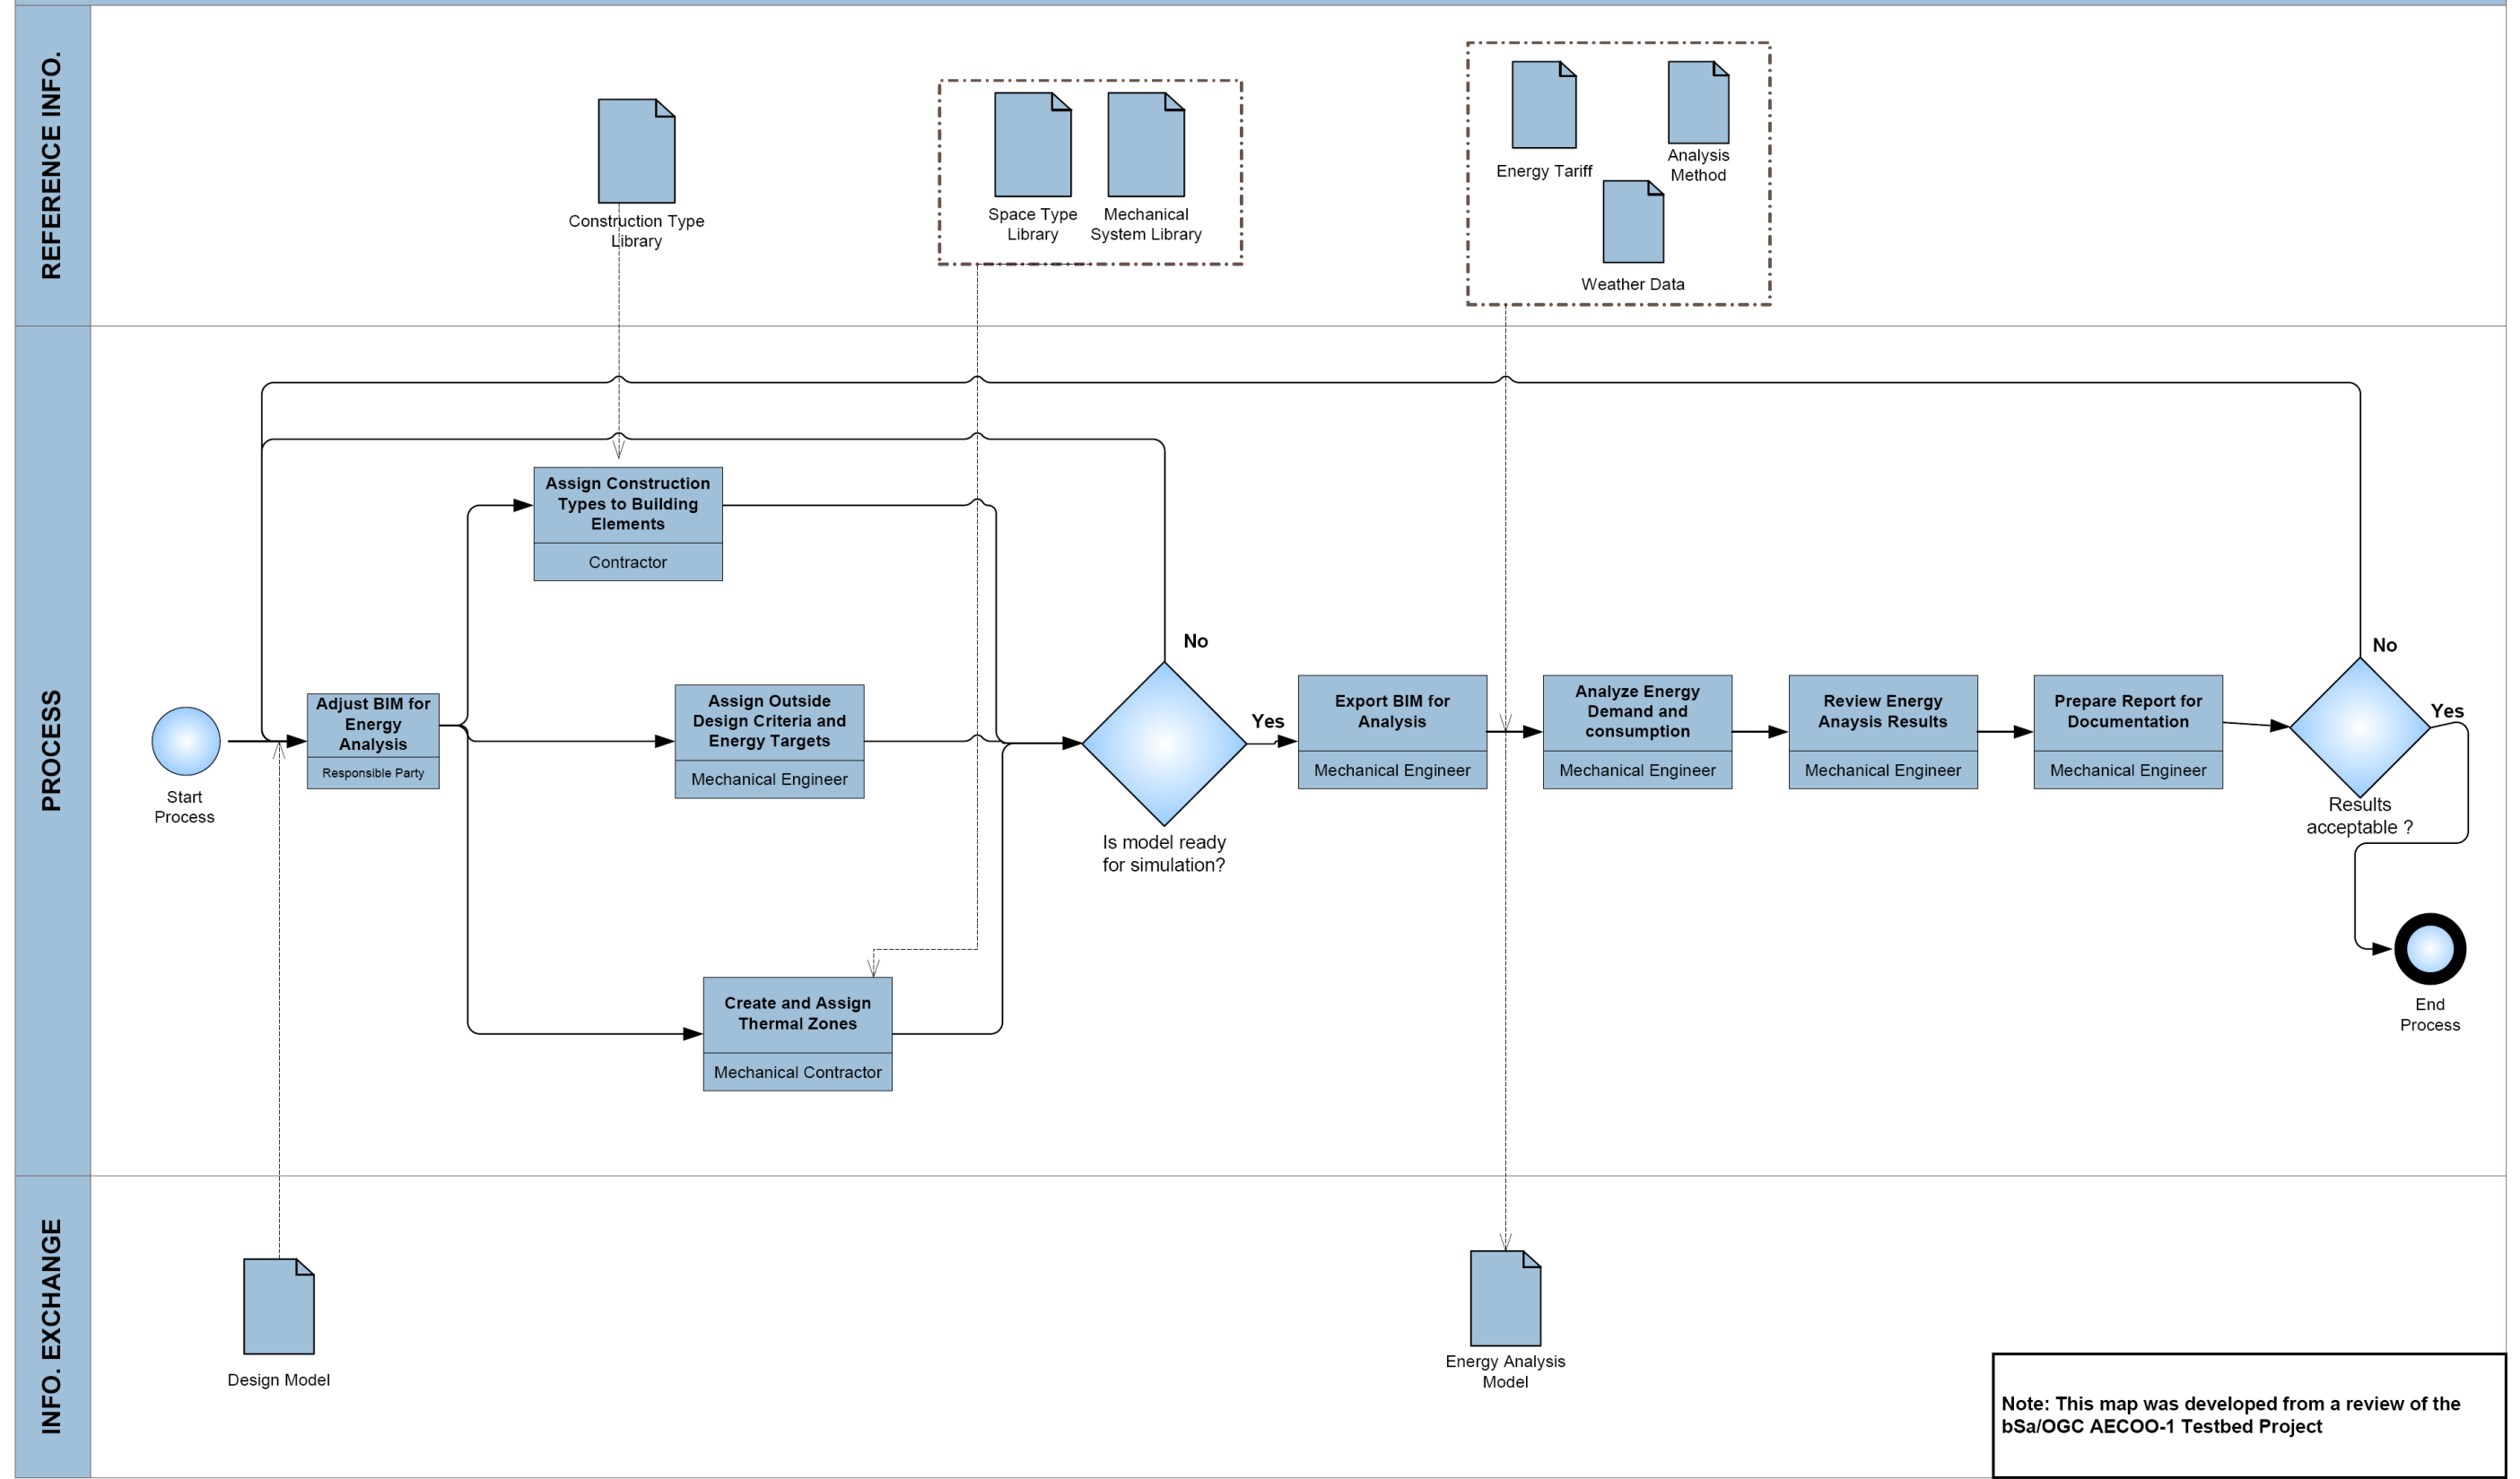 REFERENCE INFO.
Construction Type
Library
Space Type
Library
Mechanical
System Library
Energy Tariff
Analysis
Method
Weather Data
PROCESS
Start
Process
Adjust BIM for
Energy
Analysis
Responsible Party
Assign Construction
Types to Building
Elements
Contractor
Assign Outside
Design Criteria and
Energy Targets
Mechanical Engineer
Create and Assign
Thermal Zones
Mechanical Contractor
No
Yes
Is model ready
for simulation?
Export BIM for
Analysis
Mechanical Engineer
Analyze Energy
Demand and
consumption
Mechanical Engineer
Review Energy
Anaysis Results
Mechanical Engineer
Prepare Report for
Documentation
Mechanical Engineer
No
Yes
Results
acceptable ?
End
Process
INFO. EXCHANGE
Design Model
Energy Analysis
Model
Note: This map was developed from a review of the
bSa/OGC AECOO-1 Testbed Project